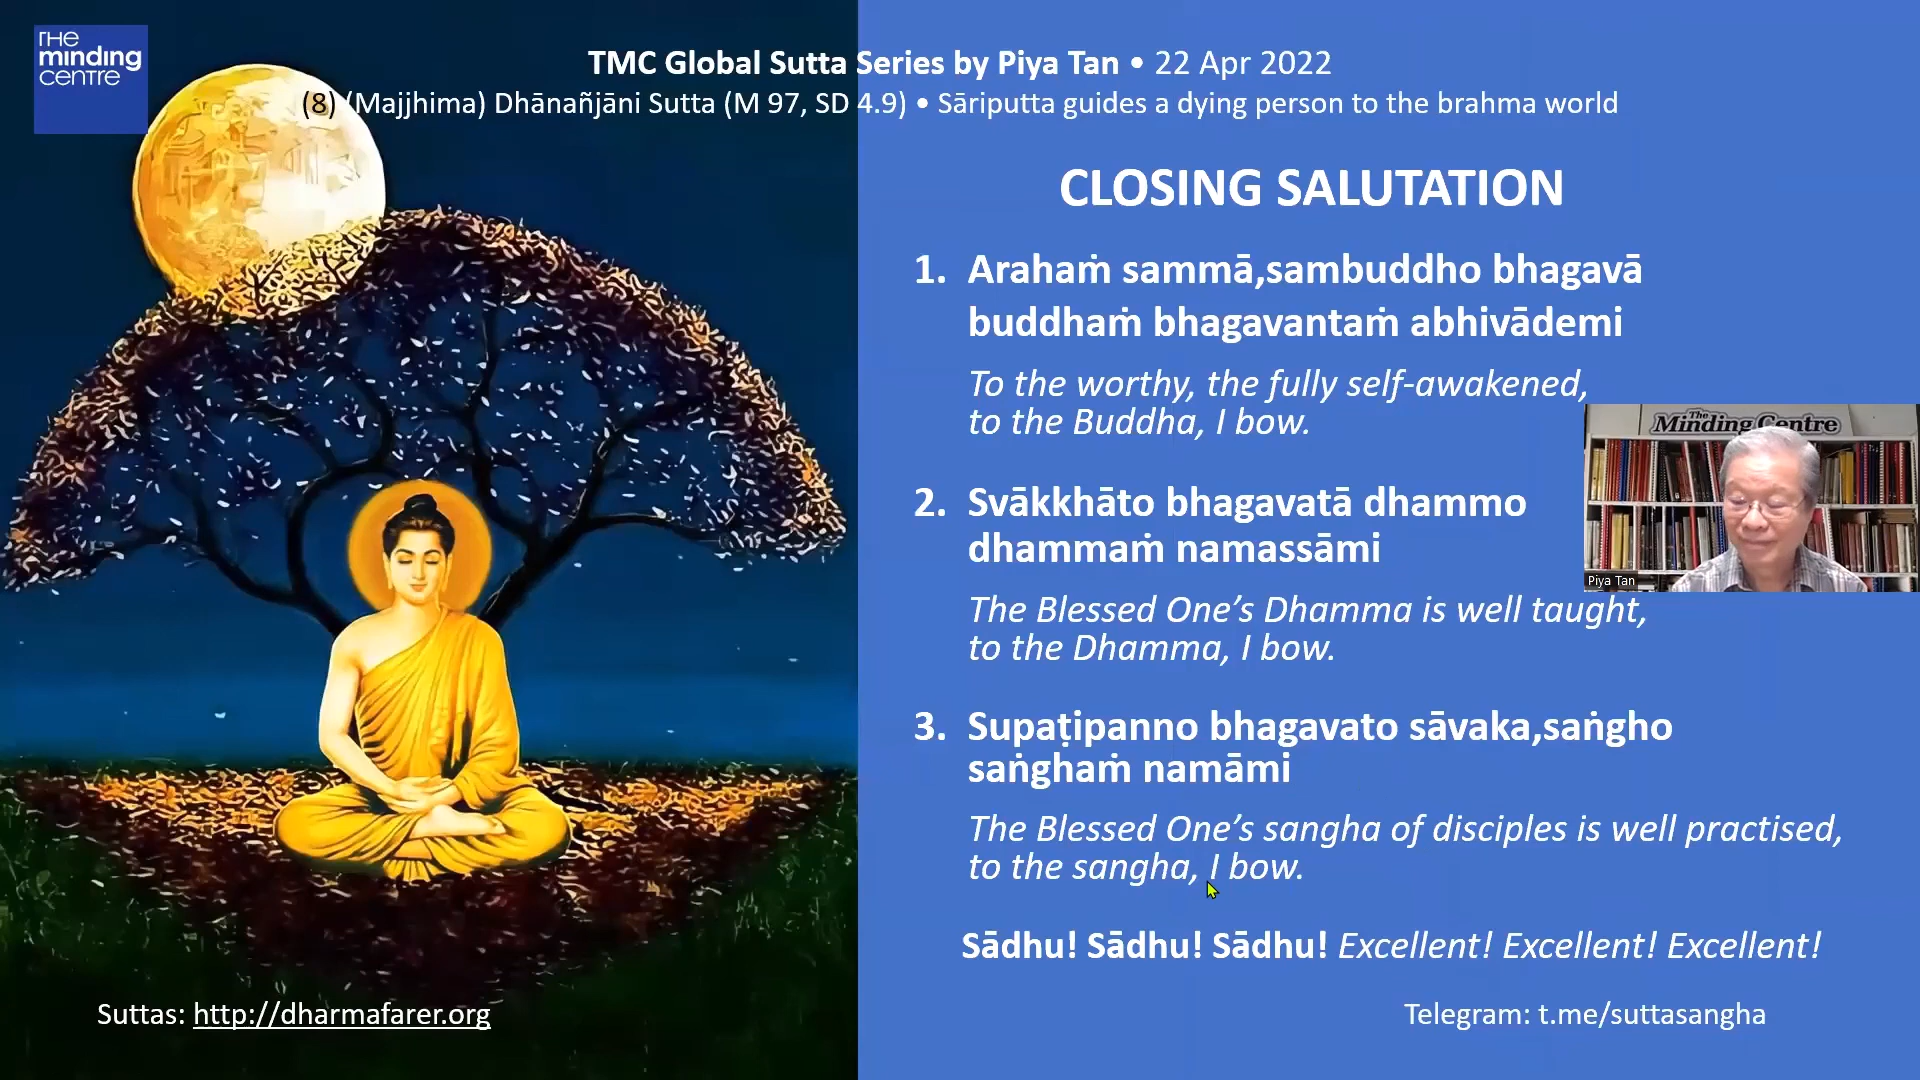 THE
minding
centre
TMC Global Sutta Series by Piya Tan • 22 Apr 2022
(8) (Majjhima) Dhānañjāni Sutta (M 97, SD 4.9) • Sāriputta guides a dying person to the brahma world
CLOSING SALUTATION
1. Arahaṁ sammā,sambuddho bhagavā
buddhaṁ bhagavantaṁ abhivādemi
To the worthy, the fully self-awakened,
to the Buddha, I bow.
The
Minding Centre
Piya Tan
2. Svākkhāto bhagavatā dhammo
dhammaṁ namassāmi
The Blessed One’s Dhamma is well taught,
to the Dhamma, I bow.
3. Supaṭipanno bhagavato sāvaka,saṅgho
saṅghaṁ namāmi
The Blessed One’s sangha of disciples is well practised,
to the sangha, I bow.
Sādhu! Sādhu! Sādhu! Excellent! Excellent! Excellent!
Suttas: http://dharmafarer.org
Telegram: t.me/suttasangha